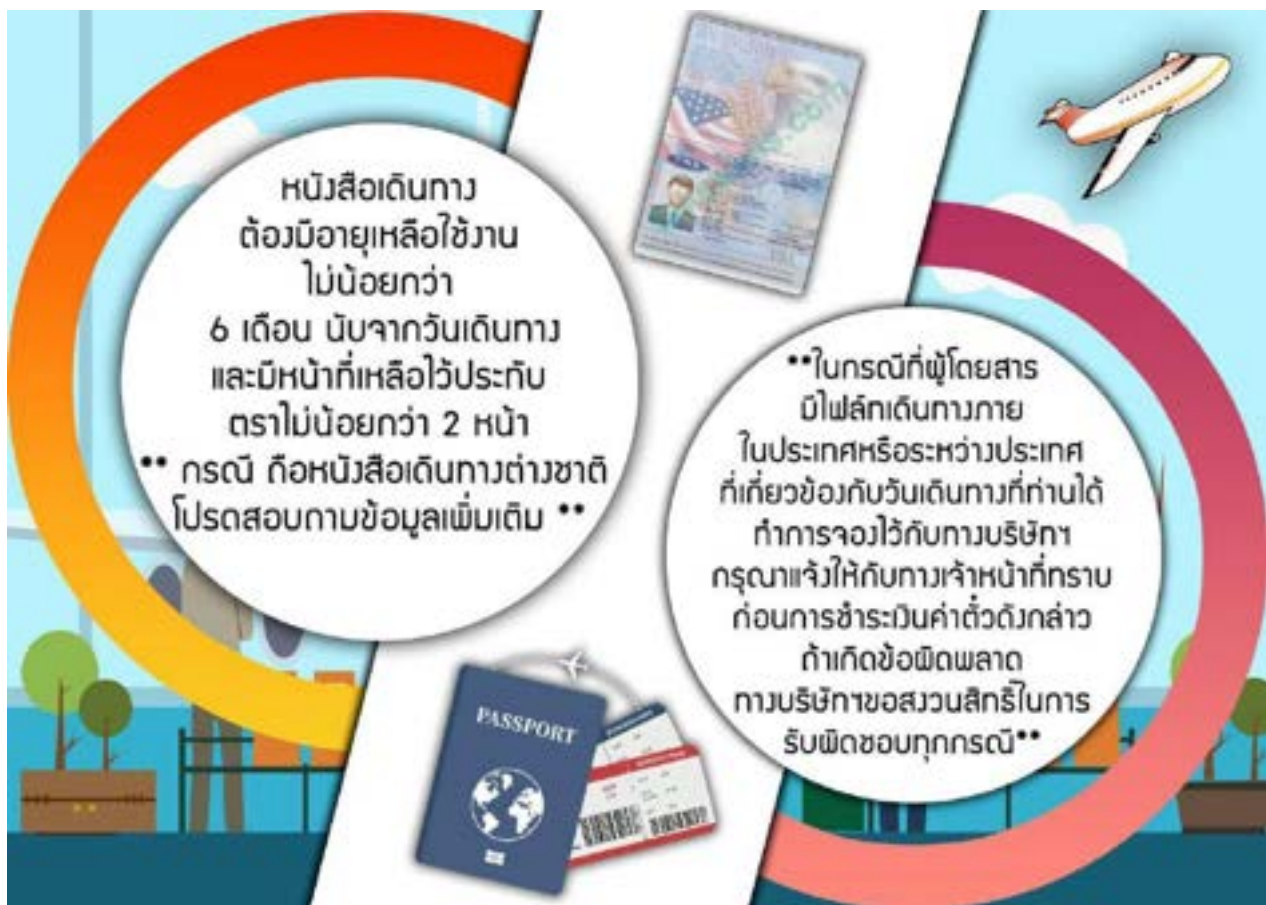 หนังสือเดินทาง
ต้องมีอายุเหลือใช้งาน
ไม่น้อยกว่า
6 เดือน นับจากวันเดินทาง
และมีหน้าที่เหลือไว้ประทับ
ตราไม่น้อยกว่า 2 หน้า
** กรณี ถือหนังสือเดินทางต่างชาติ
โปรดสอบถามข้อมูลเพิ่มเติม **
**ในกรณีที่ผู้โดยสาร
มีไฟล์ทเดินทางภาย
ในประเทศหรือระหว่างประเทศ
ที่เกี่ยวข้องกับวันเดินทางที่ท่านได้
ทำการจองไว้กับทางบริษัทฯ
กรุณาแจ้งให้กับทางเจ้าหน้าที่ทราบ
ก่อนการชำระเงินค่าตั๋วดังกล่าว
ถ้าเกิดข้อผิดพลาด
ทางบริษัทฯขอสงวนสิทธิ์ในการ
รับผิดชอบทุกกรณี**
PASSPORT